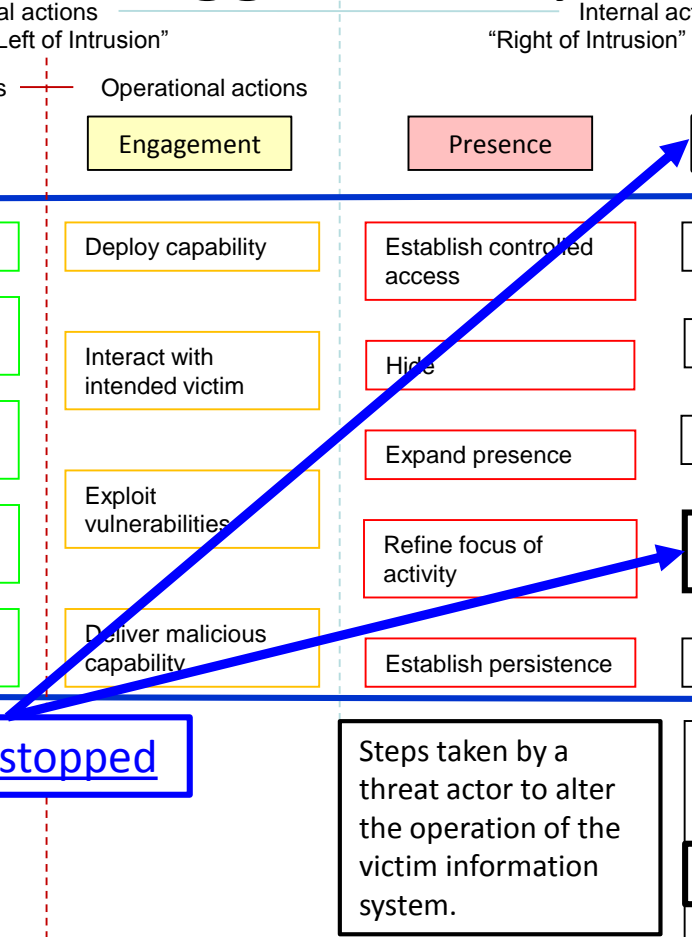 al actions
Internal act
Left of Intrusion”
“Right of Intrusion”
s
Operational actions
Engagement
Presence
Deploy capability
Establish controlled
access
Interact with
intended victim
Hide
Expand presence
Exploit
vulnerabilities
Refine focus of
activity
Deliver malicious
capability
Establish persistence
stopped
Steps taken by a
threat actor to alter
the operation of the
victim information
system.